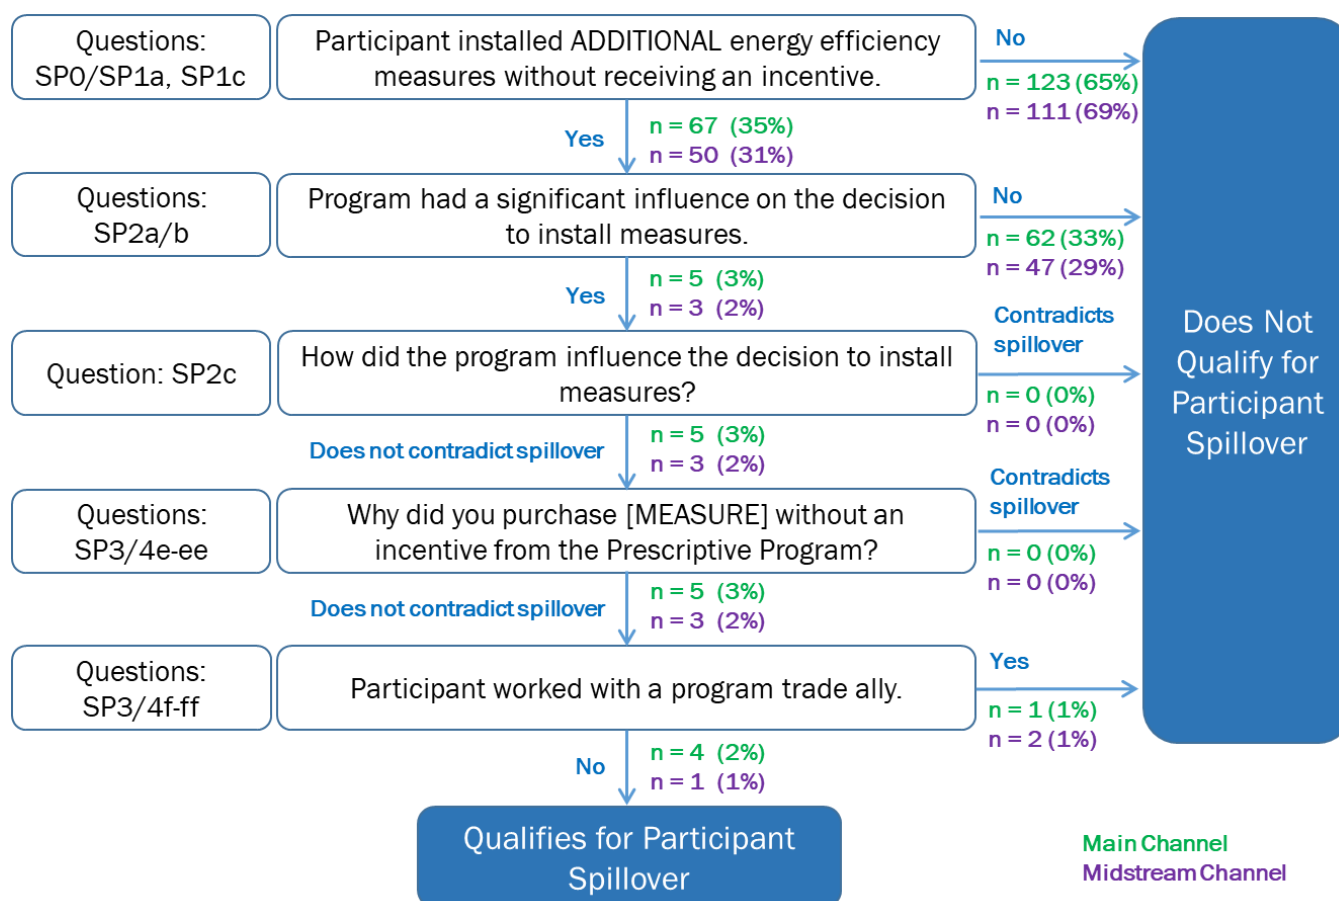 Questions:
SP0/SP1a, SP1c
Participant installed ADDITIONAL energy efficiency
measures without receiving an incentive.
No
n = 123 (65%)
n = 111 (69%)
Yes
n = 67 (35%)
n = 50 (31%)
Questions:
SP2a/b
Program had a significant influence on the decision
to install measures.
No
n = 62 (33%)
n = 47 (29%)
Yes
n = 5 (3%)
n = 3 (2%)
Question: SP2c
How did the program influence the decision to install
measures?
Contradicts
spillover
n = 0 (0%)
n = 0 (0%)
Does not contradict spillover
n = 5 (3%)
n = 3 (2%)
Questions:
SP3/4e-ee
Why did you purchase [MEASURE] without an
incentive from the Prescriptive Program?
Contradicts
spillover
n = 0 (0%)
n = 0 (0%)
Does not contradict spillover
n = 5 (3%)
n = 3 (2%)
Questions:
SP3/4f-ff
Participant worked with a program trade ally.
Yes
n = 1 (1%)
n = 2 (1%)
No
n = 4 (2%)
n = 1 (1%)
Does Not
Qualify for
Participant
Spillover
Qualifies for Participant
Spillover
Main Channel
Midstream Channel